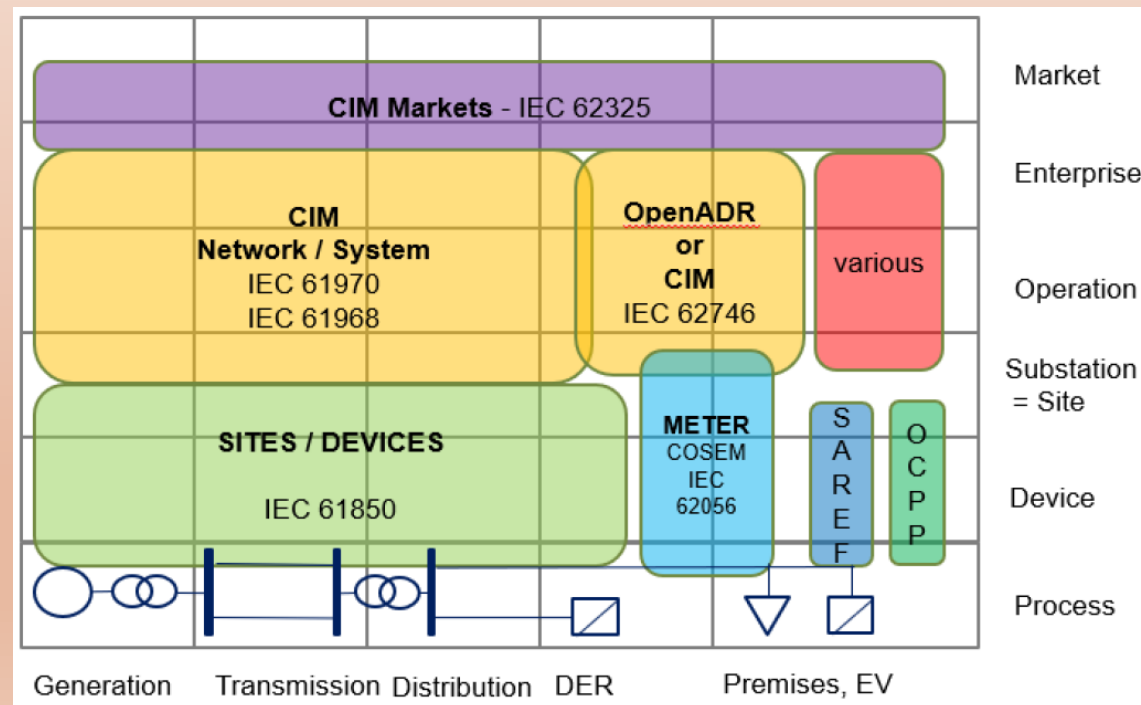 CIM Markets - IEC 62325
Market
Enterprise
CIM
Network / System
IEC 61970
IEC 61968
OpenADR
or
CIM
IEC 62746
various
Operation
Substation
= Site
SITES / DEVICES
IEC 61850
METER
COSEM
IEC
62056
S
A
R
E
F
O
C
P
P
Device
Process
Generation
Transmission
Distribution
DER
Premises, EV